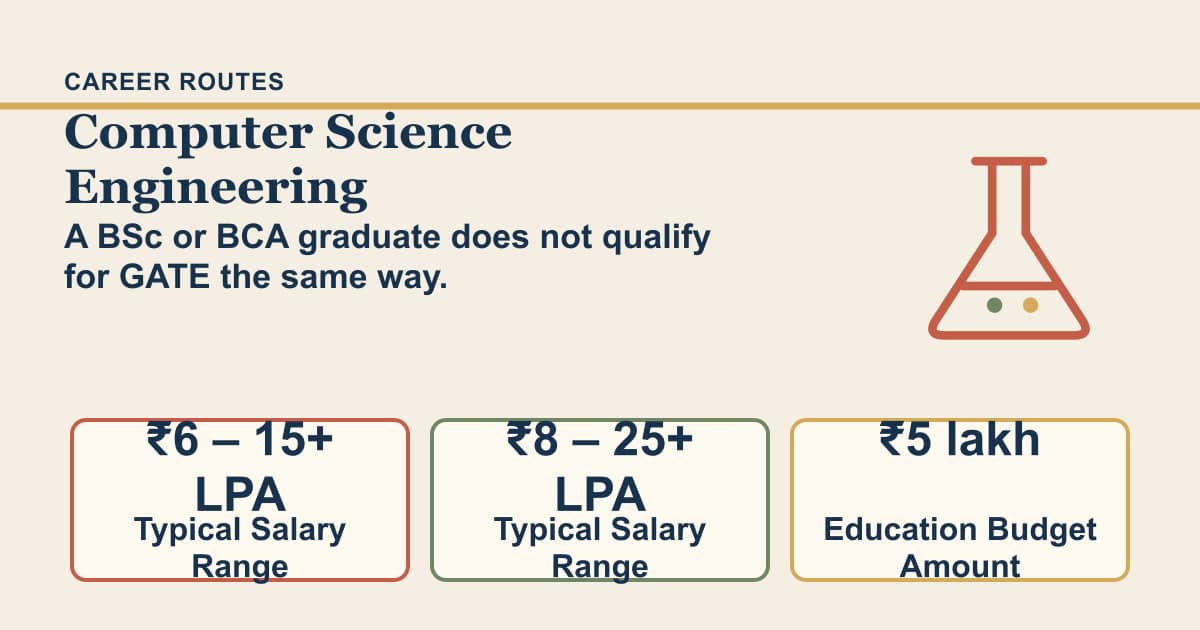 CAREER ROUTES
Computer Science
Engineering
A BSc or BCA graduate does not qualify
for GATE the same way.
₹6 – 15+
LPA
Typical Salary
Range
₹8 – 25+
LPA
Typical Salary
Range
₹5 lakh
Education Budget
Amount